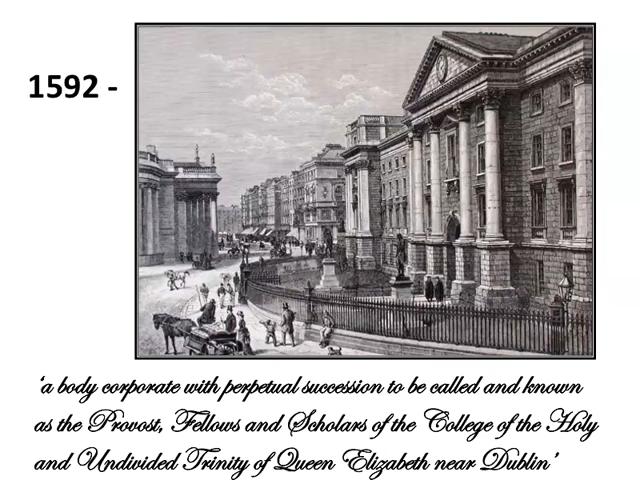 1592 -
‘a body corporate with perpetual succession to be called and known
as the Provost, Fellows and Scholars of the College of the Holy
and Undivided Trinity of Queen Elizabeth near Dublin’